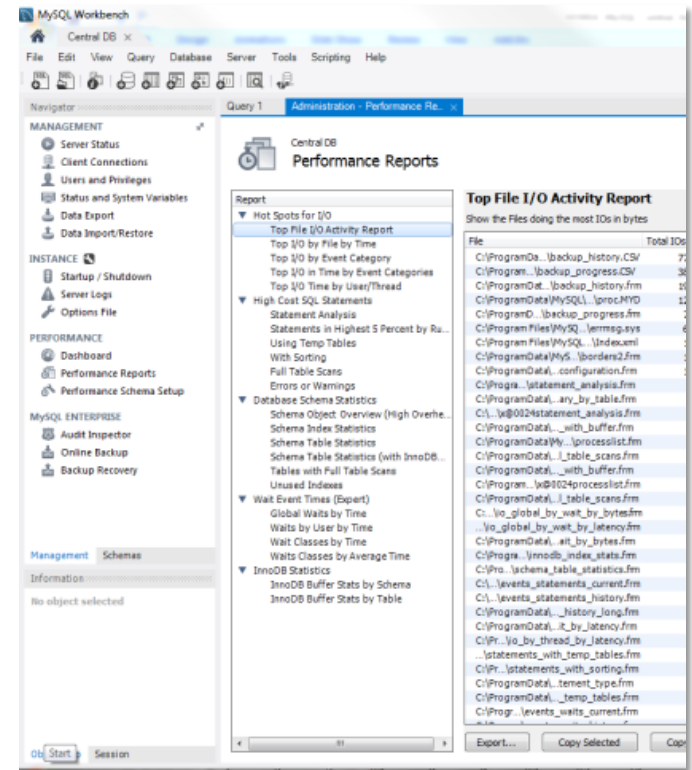 MySQL Workbench
Central DB ×
File Edit View Query Database Server Tools Scripting Help
Navigator
MANAGEMENT
Server Status
Client Connections
Users and Privileges
Status and System Variables
Data Export
Data Import/Restore
INSTANCE
Startup / Shutdown
Server Logs
Options File
PERFORMANCE
Dashboard
Performance Reports
Performance Schema Setup
MySQL ENTERPRISE
Audit Inspector
Online Backup
Backup Recovery
Management Schemas
Information
No object selected
Start Session
Query 1 Administration - Performance Re... ×
Central DB
Performance Reports
Report
Hot Spots for I/O
Top File I/O Activity Report
Top I/O by File by Time
Top I/O by Event Category
Top I/O in Time by Event Categories
Top I/O Time by User/Thread
High Cost SQL Statements
Statement Analysis
Statements in Highest 5 Percent by Ru...
Using Temp Tables
With Sorting
Full Table Scans
Errors or Warnings
Database Schema Statistics
Schema Object Overview (High Overhe...
Schema Index Statistics
Schema Table Statistics
Schema Table Statistics (with InnoDB...
Tables with Full Table Scans
Unused Indexes
Wait Event Times (Expert)
Global Waits by Time
Waits by User by Time
Wait Classes by Time
Waits Classes by Average Time
InnoDB Statistics
InnoDB Buffer Stats by Schema
InnoDB Buffer Stats by Table
Top File I/O Activity Report
Show the Files doing the most IOs in bytes
File Total IOs
C:\ProgramDa...\backup_history.CSV
C:\Program...\backup_progress.CSV
C:\ProgramDat...\backup_history.frm
C:\ProgramData\MySQL\...\proc.MYD
C:\ProgramD...\backup_progress.frm
C:\Program Files\MySQ...\errmsg.sys
C:\Program Files\MySQL...\Index.xml
C:\ProgramData\MyS...\borders2.frm
C:\ProgramData\...configuration.frm
C:\Progra...\statement_analysis.frm
C:\ProgramData\...ary_by_table.frm
C:\...\x@0024statement_analysis.frm
C:\ProgramData\..._with_buffer.frm
C:\ProgramData\My...\processlist.frm
C:\ProgramData\...l_table_scans.frm
C:\ProgramData\..._with_buffer.frm
C:\Program...\x@0024processlist.frm
C:\ProgramData\...l_table_scans.frm
C:...\io_global_by_wait_by_bytes.frm
...\io_global_by_wait_by_latency.frm
C:\ProgramData\...ait_by_bytes.frm
C:\Progra...\innodb_index_stats.frm
C:\Pro...\schema_table_statistics.frm
C:\...\events_statements_current.frm
C:\...\events_statements_history.frm
C:\ProgramData\..._history_long.frm
C:\ProgramData\...it_by_latency.frm
C:\Pr...\io_by_thread_by_latency.frm
...\statements_with_temp_tables.frm
C:\Pr...\statements_with_sorting.frm
C:\ProgramData\...tement_type.frm
C:\ProgramData\..._temp_tables.frm
C:\Progr...\events_waits_current.frm
Export... Copy Selected